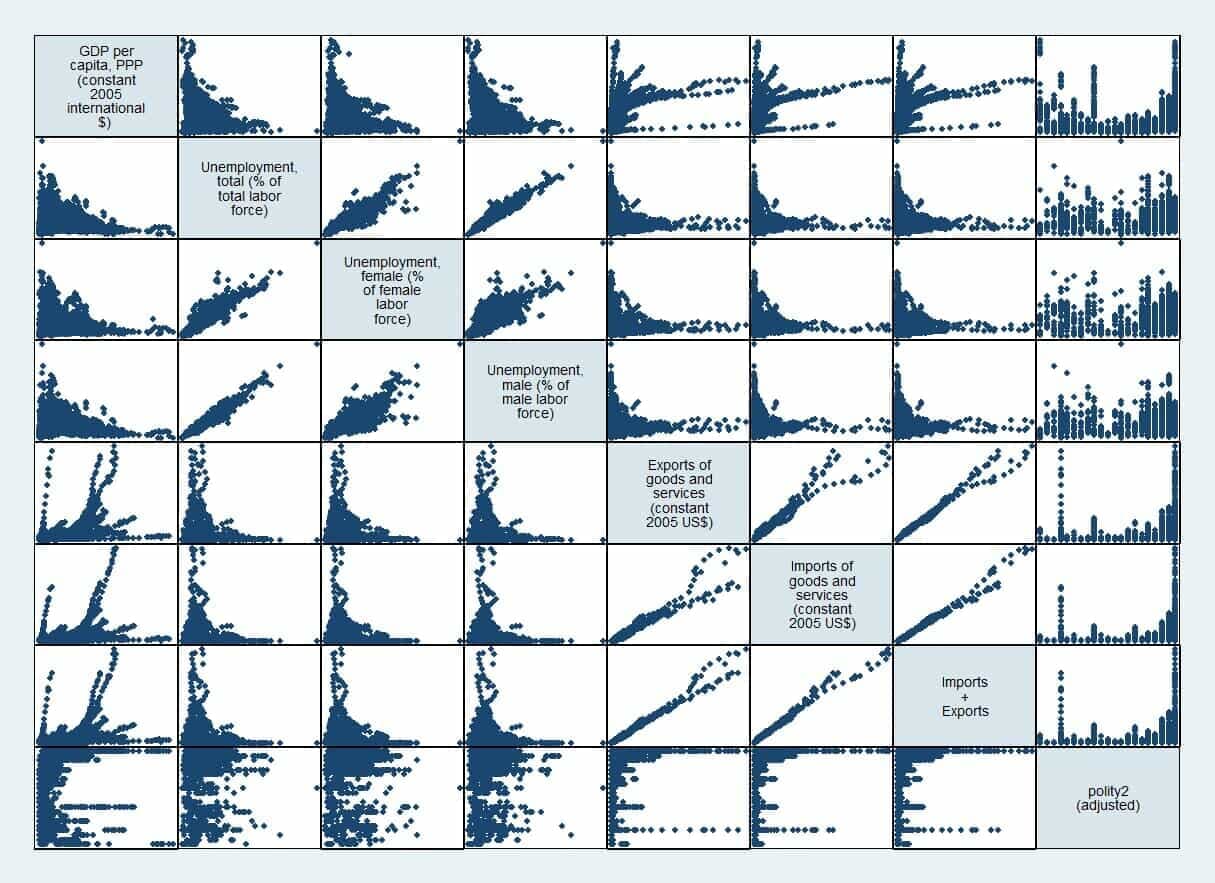 GDP per
capita, PPP
(constant
2005
international
$)
Unemployment,
total (% of
total labor
force)
Unemployment,
female (%
of female
labor
force)
Unemployment,
male (% of
male labor
force)
Exports of
goods and
services
(constant
2005 US$)
Imports of
goods and
services
(constant
2005 US$)
Imports
+
Exports
polity2
(adjusted)